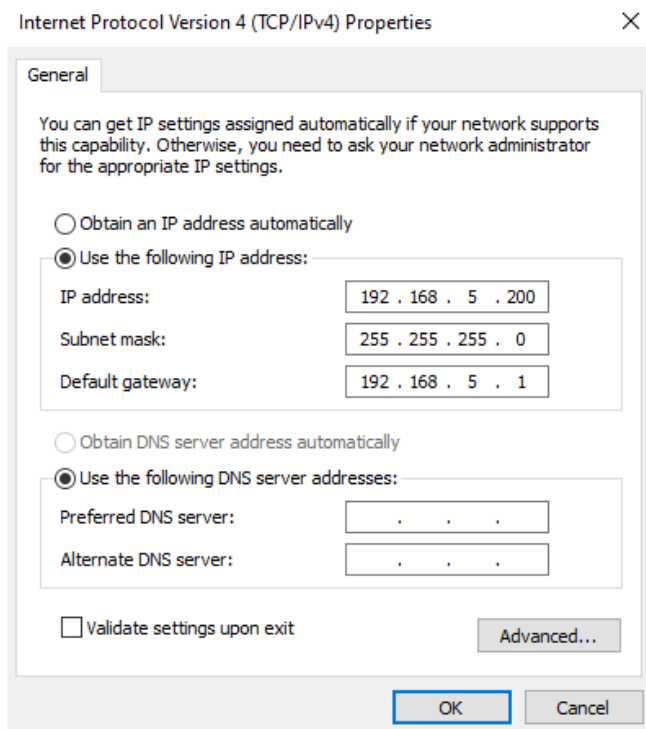 Internet Protocol Version 4 (TCP/IPv4) Properties
General
You can get IP settings assigned automatically if your network supports
this capability. Otherwise, you need to ask your network administrator
for the appropriate IP settings.
Obtain an IP address automatically
Use the following IP address:
IP address: 192 . 168 . 5 . 200
Subnet mask: 255 . 255 . 255 . 0
Default gateway: 192 . 168 . 5 . 1
Obtain DNS server address automatically
Use the following DNS server addresses:
Preferred DNS server: . . .
Alternate DNS server: . . .
Validate settings upon exit
Advanced...
OK Cancel